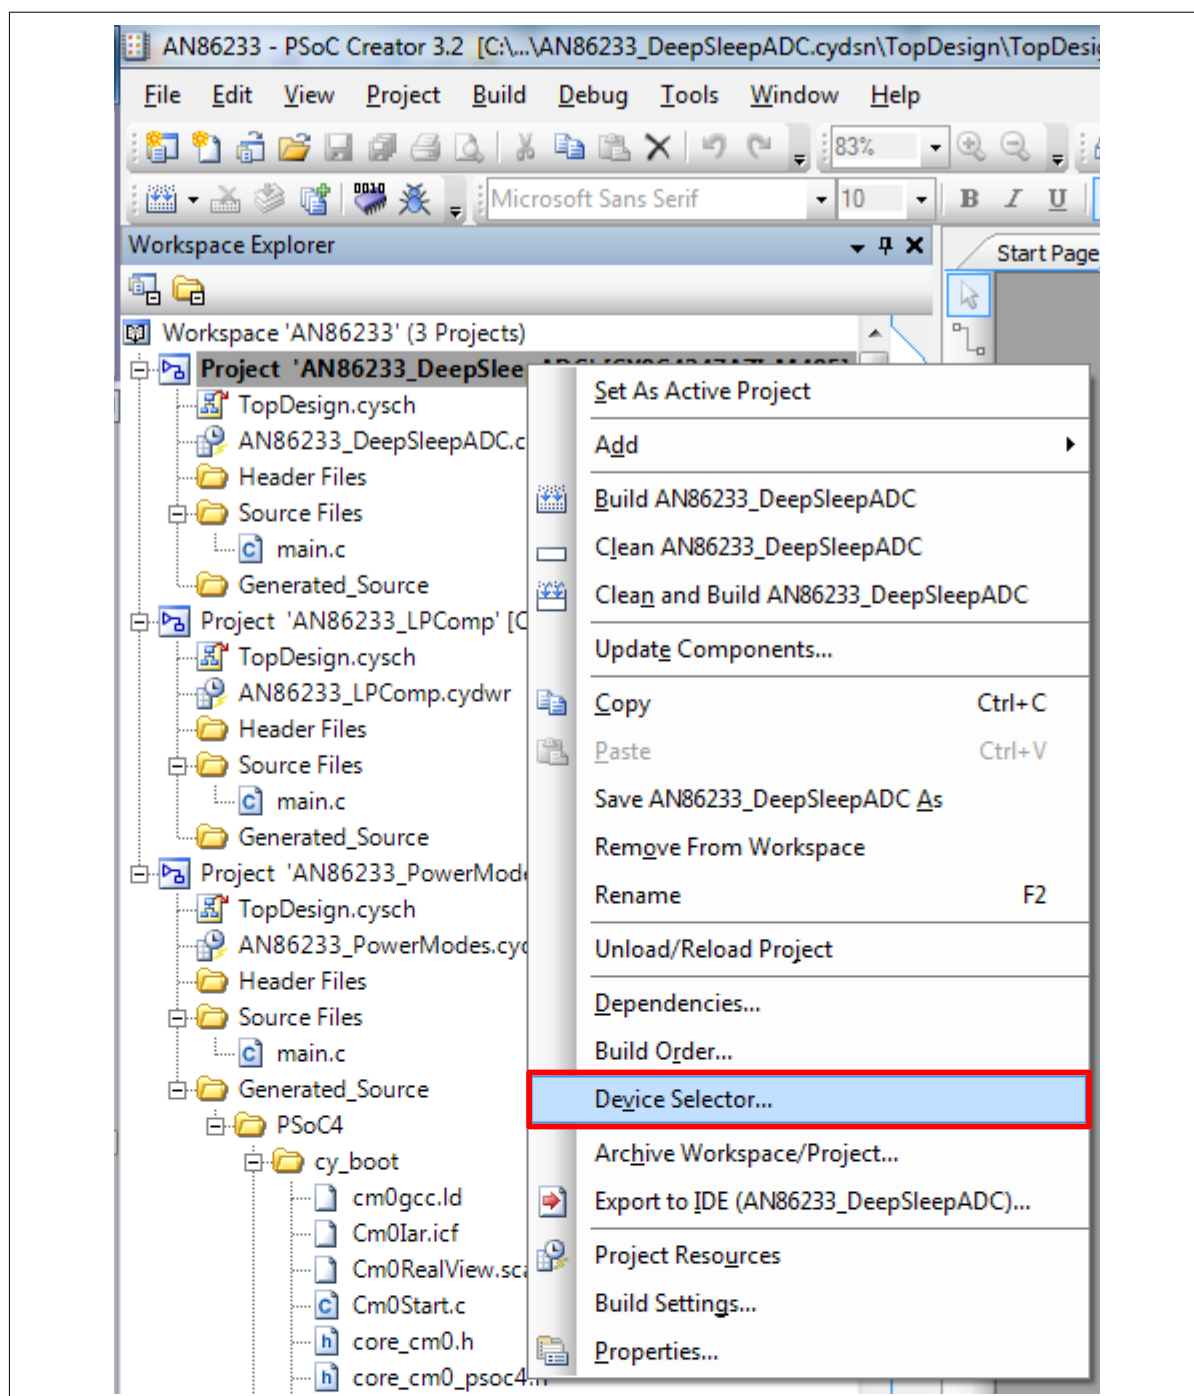 AN86233 - PSoC Creator 3.2 [C:\...\AN86233_DeepSleepADC.cydsn\TopDesign\TopDesi
File Edit View Project Build Debug Tools Window Help
83%
Microsoft Sans Serif 10 B I U
Workspace Explorer
Start Page
Workspace 'AN86233' (3 Projects)
Project 'AN86233_DeepSlee
TopDesign.cysch
AN86233_DeepSleepADC.c
Header Files
Source Files
main.c
Generated_Source
Project 'AN86233_LPComp' [C
TopDesign.cysch
AN86233_LPComp.cydwr
Header Files
Source Files
main.c
Generated_Source
Project 'AN86233_PowerMod
TopDesign.cysch
AN86233_PowerModes.cyd
Header Files
Source Files
main.c
Generated_Source
PSoC4
cy_boot
cm0gcc.ld
Cm0Iar.icf
Cm0RealView.sca
Cm0Start.c
core_cm0.h
core_cm0_psoc4.h
Set As Active Project
Add
Build AN86233_DeepSleepADC
Clean AN86233_DeepSleepADC
Clean and Build AN86233_DeepSleepADC
Update Components...
Copy Ctrl+C
Paste Ctrl+V
Save AN86233_DeepSleepADC As
Remove From Workspace
Rename F2
Unload/Reload Project
Dependencies...
Build Order...
Device Selector...
Archive Workspace/Project...
Export to IDE (AN86233_DeepSleepADC)...
Project Resources
Build Settings...
Properties...